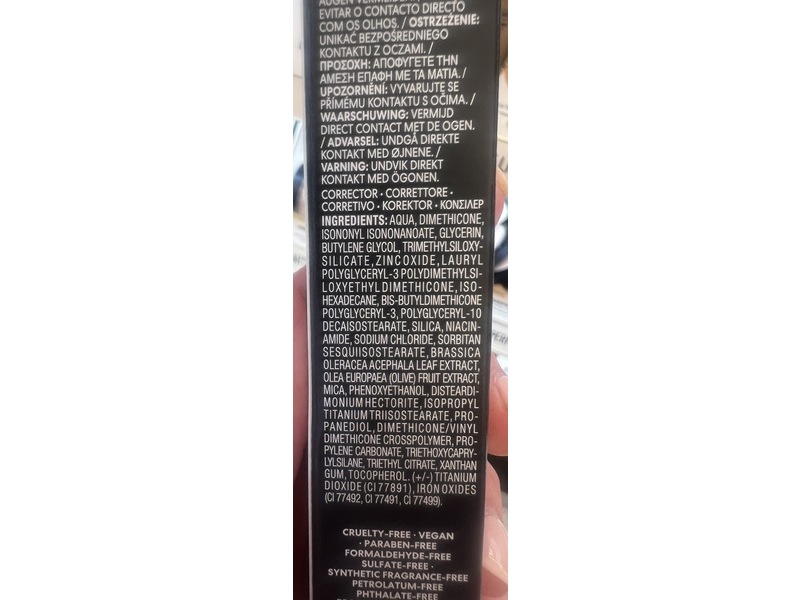 AUGEN VERMEIDEN. /
EVITAR O CONTACTO DIRECTO
COM OS OLHOS. / OSTRZEŻENIE:
UNIKAĆ BEZPOŚREDNIEGO
KONTAKTU Z OCZAMI. /
ΠΡΟΣΟΧΗ: ΑΠΟΦΥΓΕΤΕ ΤΗΝ
ΑΜΕΣΗ ΕΠΑΦΗ ΜΕ ΤΑ ΜΑΤΙΑ. /
UPOZORNĚNÍ: VYVARUJTE SE
PŘÍMÉMU KONTAKTU S OČIMA. /
WAARSCHUWING: VERMIJD
DIRECT CONTACT MET DE OGEN.
/ ADVARSEL: UNDGÅ DIREKTE
KONTAKT MED ØJNENE. /
VARNING: UNDVIK DIREKT
KONTAKT MED ÖGONEN.
CORRECTOR • CORRETTORE •
CORRETIVO • KOREKTOR • ΚΟΝΣΙΛΕΡ
INGREDIENTS: AQUA, DIMETHICONE,
ISONONYL ISONONANOATE, GLYCERIN,
BUTYLENE GLYCOL, TRIMETHYLSILOXY-
SILICATE, ZINC OXIDE, LAURYL
POLYGLYCERYL-3 POLYDIMETHYLSI-
LOXYETHYL DIMETHICONE, ISO-
HEXADECANE, BIS-BUTYLDIMETHICONE
POLYGLYCERYL-3, POLYGLYCERYL-10
DECAISOSTEARATE, SILICA, NIACIN-
AMIDE, SODIUM CHLORIDE, SORBITAN
SESQUIISOSTEARATE, BRASSICA
OLERACEA ACEPHALA LEAF EXTRACT,
OLEA EUROPAEA (OLIVE) FRUIT EXTRACT,
MICA, PHENOXYETHANOL, DISTEARDI-
MONIUM HECTORITE, ISOPROPYL
TITANIUM TRIISOSTEARATE, PRO-
PANEDIOL, DIMETHICONE/VINYL
DIMETHICONE CROSSPOLYMER, PRO-
PYLENE CARBONATE, TRIETHOXYCAPRY-
LYLSILANE, TRIETHYL CITRATE, XANTHAN
GUM, TOCOPHEROL. (+/-) TITANIUM
DIOXIDE (CI 77891), IRON OXIDES
(CI 77492, CI 77491, CI 77499).
CRUELTY-FREE • VEGAN
• PARABEN-FREE
FORMALDEHYDE-FREE
SULFATE-FREE •
SYNTHETIC FRAGRANCE-FREE
PETROLATUM-FREE
PHTHALATE-FREE